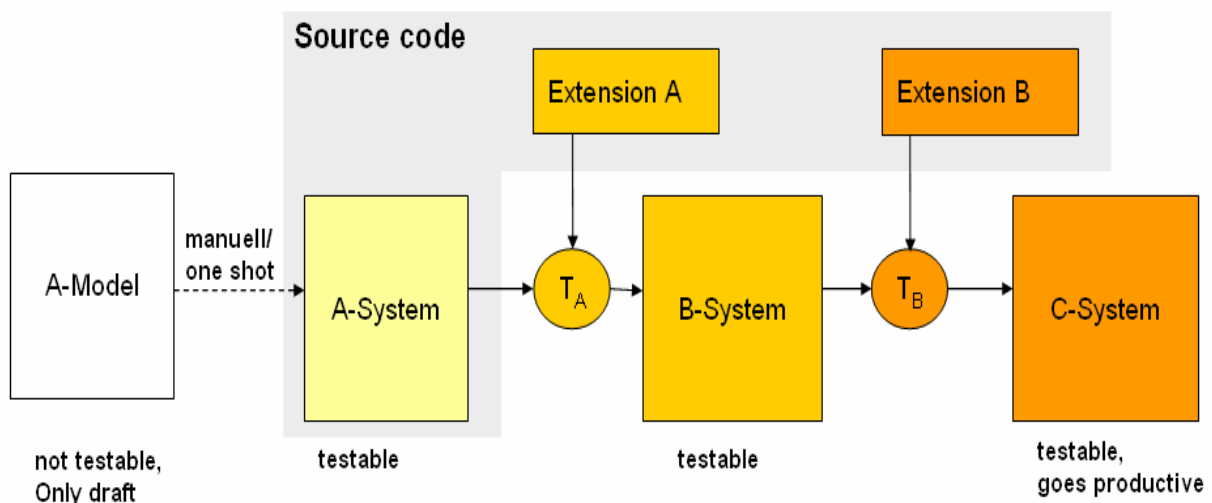 Source code
Extension A
Extension B
A-Model
manuell/
one shot
A-System
TA
B-System
TB
C-System
not testable,
Only draft
testable
testable
testable,
goes productive